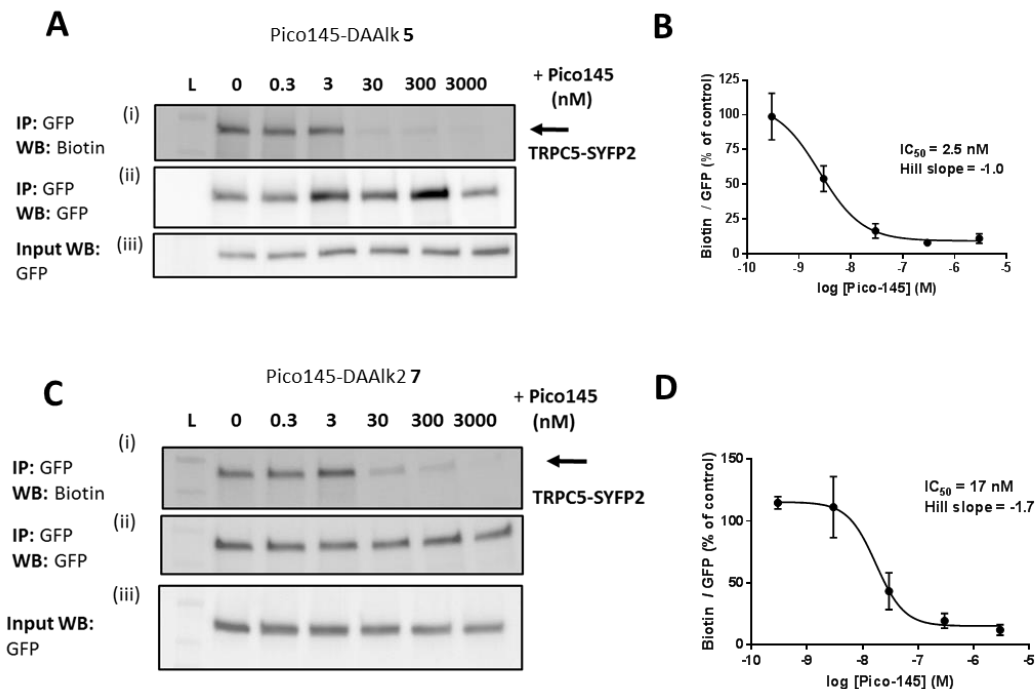 A
Pico145-DAAlk 5
L 0 0.3 3 30 300 3000
+ Pico145
(nM)
(i)
IP: GFP
WB: Biotin
TRPC5-SYFP2
(ii)
IP: GFP
WB: GFP
(iii)
Input WB:
GFP
B
Biotin / GFP (% of control)
125
100
75
50
25
0
IC50 = 2.5 nM
Hill slope = -1.0
-10 -9 -8 -7 -6 -5
log [Pico-145] (M)
C
Pico145-DAAlk2 7
L 0 0.3 3 30 300 3000
+ Pico145
(nM)
(i)
IP: GFP
WB: Biotin
TRPC5-SYFP2
(ii)
IP: GFP
WB: GFP
(iii)
Input WB:
GFP
D
Biotin / GFP (% of control)
150
100
50
0
IC50 = 17 nM
Hill slope = -1.7
-10 -9 -8 -7 -6 -5
log [Pico-145] (M)